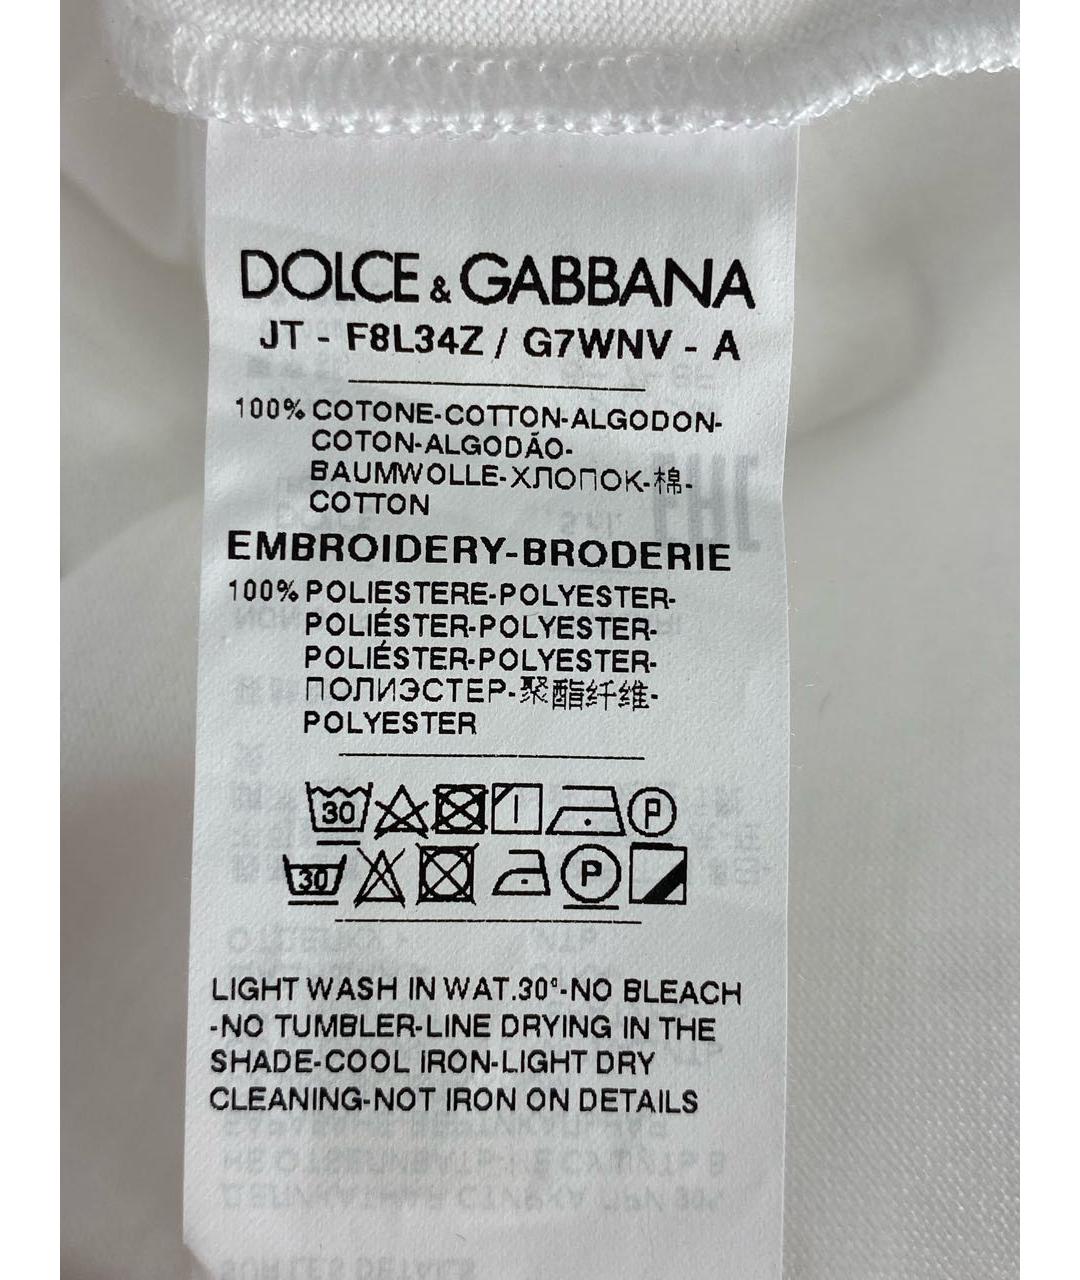 DOLCE & GABBANA
JT - F8L34Z / G7WNV - A
100% COTONE-COTTON-ALGODON-
COTON-ALGODÃO-
BAUMWOLLE-ХЛОПОК-棉-
COTTON
EMBROIDERY-BRODERIE
100% POLIESTERE-POLYESTER-
POLIÉSTER-POLYESTER-
POLIÉSTER-POLYESTER-
ПОЛИЭСТЕР-聚酯纤维-
POLYESTER
30 P
30 P
LIGHT WASH IN WAT.30°-NO BLEACH
-NO TUMBLER-LINE DRYING IN THE
SHADE-COOL IRON-LIGHT DRY
CLEANING-NOT IRON ON DETAILS